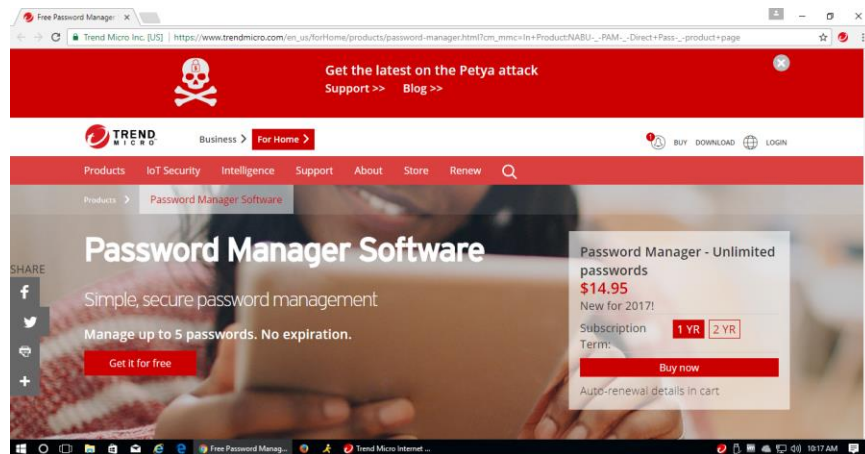 Free Password Manager
Trend Micro Inc. [US] | https://www.trendmicro.com/en_us/forHome/products/password-manager.html?cm_mmc=In+Product:NABU-_-PAM-_-Direct+Pass-_-product+page
Get the latest on the Petya attack
Support >> Blog >>
TREND
MICRO
Business > For Home >
1
BUY DOWNLOAD LOGIN
Products IoT Security Intelligence Support About Store Renew
Products > Password Manager Software
Password Manager Software
Simple, secure password management
Manage up to 5 passwords. No expiration.
Get it for free
SHARE
Password Manager - Unlimited
passwords
$14.95
New for 2017!
Subscription
Term:
1 YR 2 YR
Buy now
Auto-renewal details in cart
Free Password Manag... Trend Micro Internet ... 10:17 AM